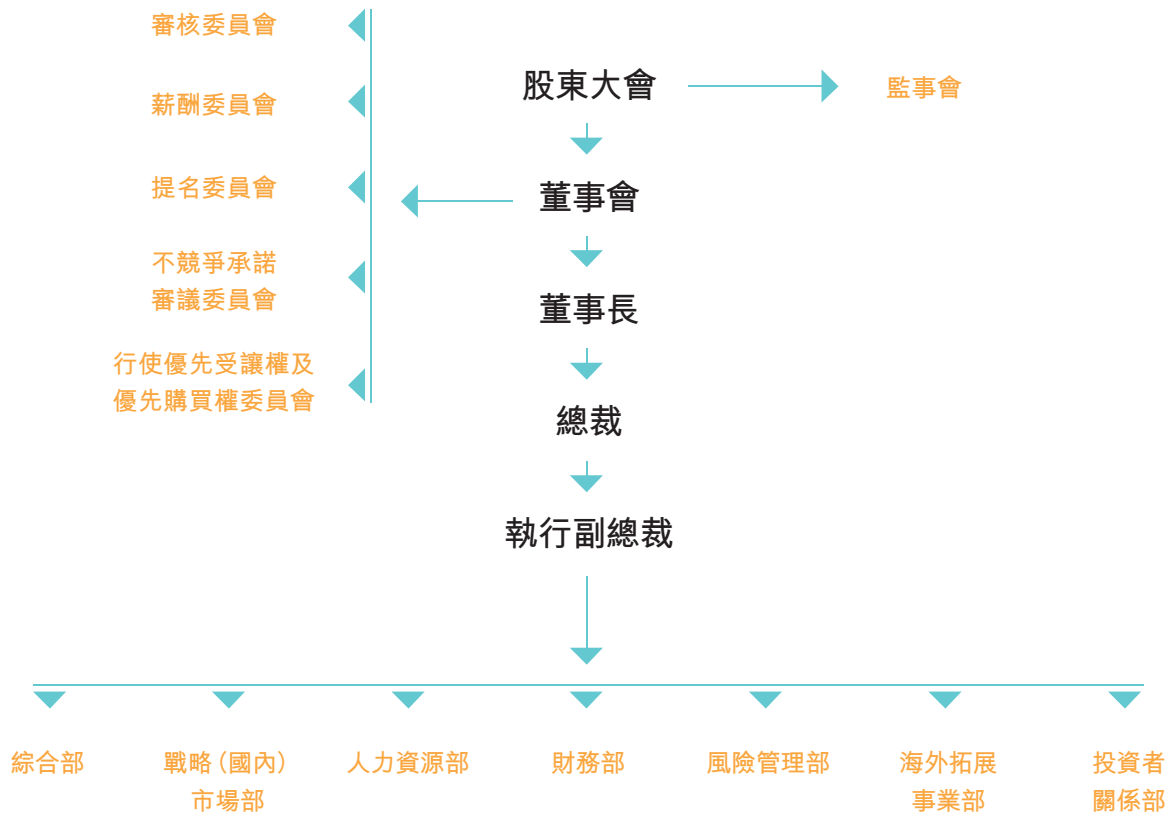 審核委員會
薪酬委員會
提名委員會
不競爭承諾
審議委員會
行使優先受讓權及
優先購買權委員會
股東大會
監事會
董事會
董事長
總裁
執行副總裁
綜合部
戰略(國內)
市場部
人力資源部
財務部
風險管理部
海外拓展
事業部
投資者
關係部